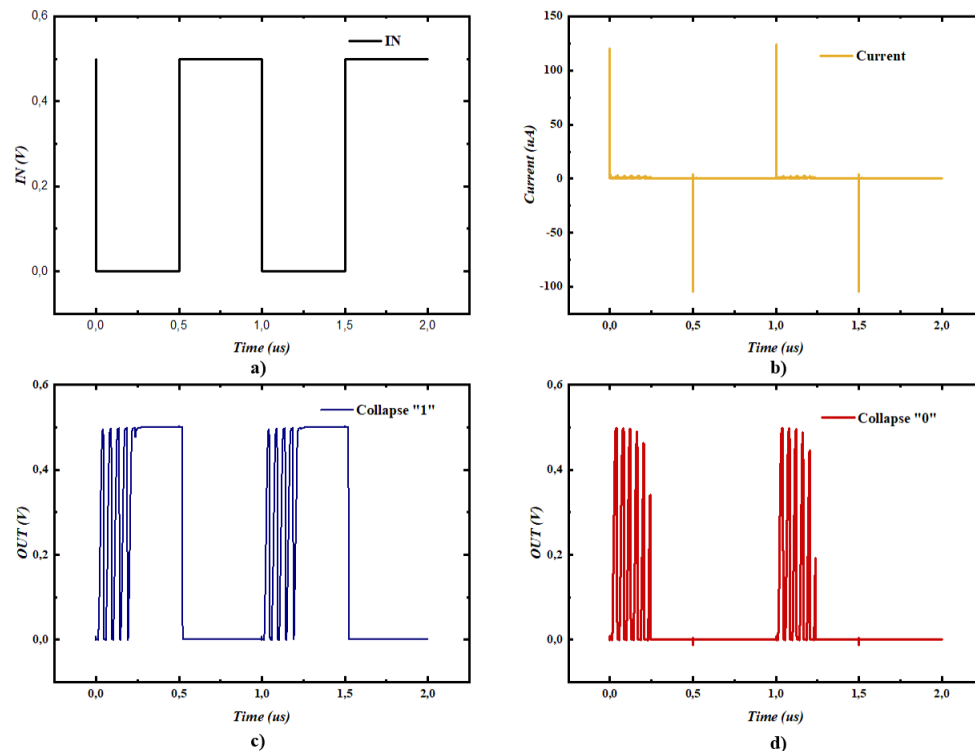 0,6
0,4
0,2
0,0
IN (V)
IN
0,0 0,5 1,0 1,5 2,0
Time (us)
a)
150
100
50
0
-50
-100
Current (uA)
Current
0,0 0,5 1,0 1,5 2,0
Time (us)
b)
0,6
0,4
0,2
0,0
OUT (V)
Collapse "1"
0,0 0,5 1,0 1,5 2,0
Time (us)
c)
0,6
0,4
0,2
0,0
OUT (V)
Collapse "0"
0,0 0,5 1,0 1,5 2,0
Time (us)
d)